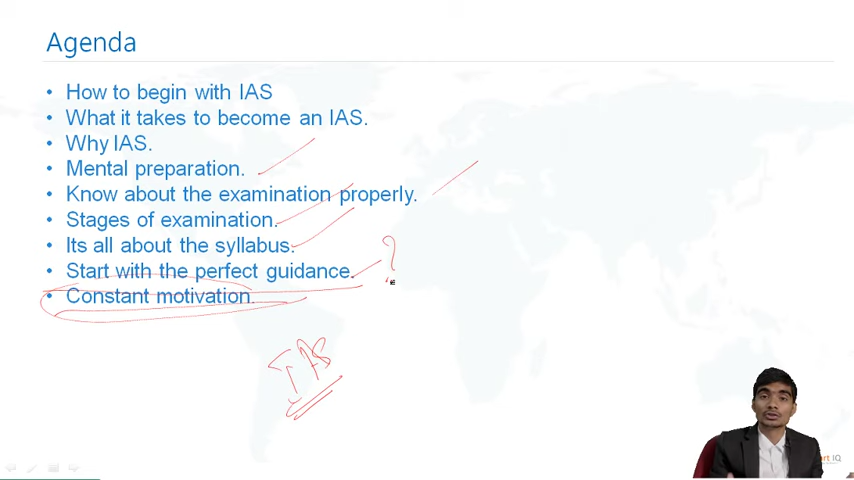 Agenda
• How to begin with IAS
• What it takes to become an IAS.
• Why IAS.
• Mental preparation.
• Know about the examination properly.
• Stages of examination.
• Its all about the syllabus.
• Start with the perfect guidance.
?
• Constant motivation.
IAS
IQ